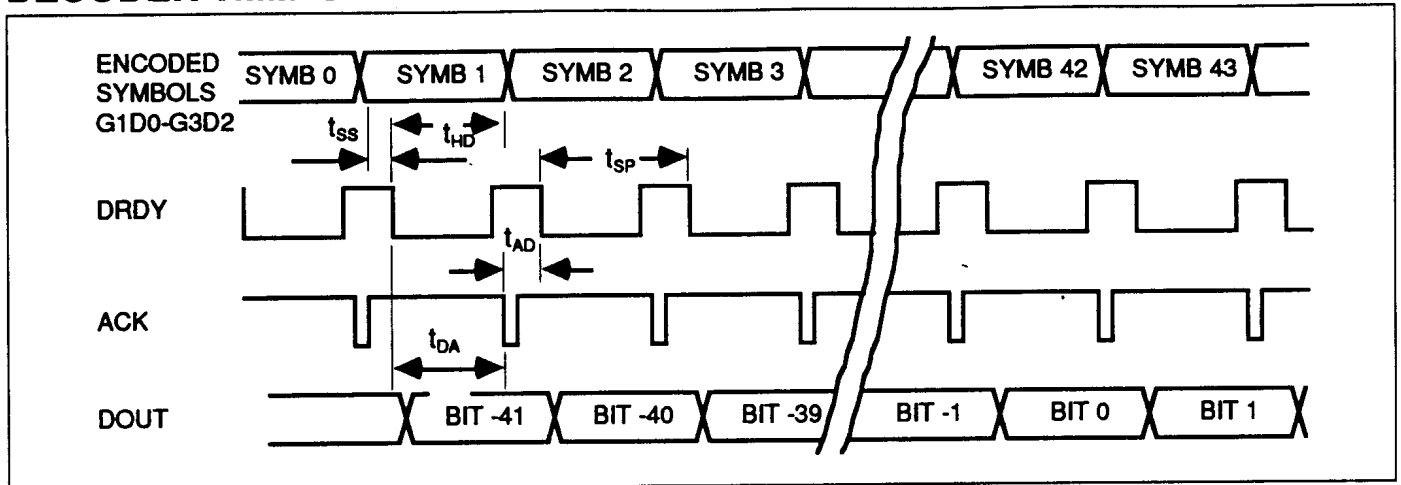 ENCODED
SYMBOLS
G1D0-G3D2
SYMB 0 SYMB 1 SYMB 2 SYMB 3 SYMB 42 SYMB 43
tSS tHD tSP
DRDY
tAD
ACK
tDA
DOUT
BIT -41 BIT -40 BIT -39 BIT -1 BIT 0 BIT 1